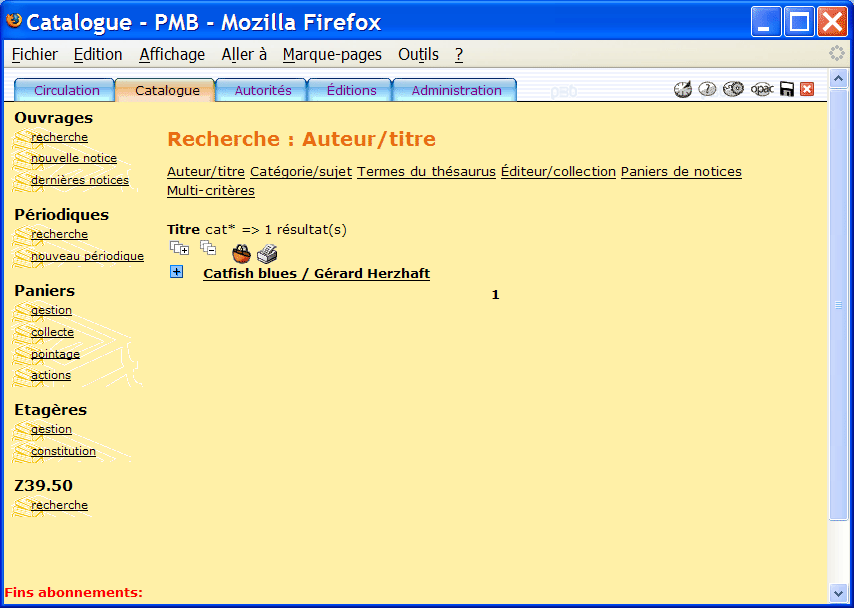 Catalogue - PMB - Mozilla Firefox
Fichier Edition Affichage Aller à Marque-pages Outils ?
Circulation Catalogue Autorités Éditions Administration pmb opac
Ouvrages
recherche
nouvelle notice
dernières notices
Périodiques
recherche
nouveau périodique
Paniers
gestion
collecte
pointage
actions
Etagères
gestion
constitution
Z39.50
recherche
Fins abonnements:
Recherche : Auteur/titre
Auteur/titre Catégorie/sujet Termes du thésaurus Éditeur/collection Paniers de notices
Multi-critères
Titre cat* => 1 résultat(s)
Catfish blues / Gérard Herzhaft
1